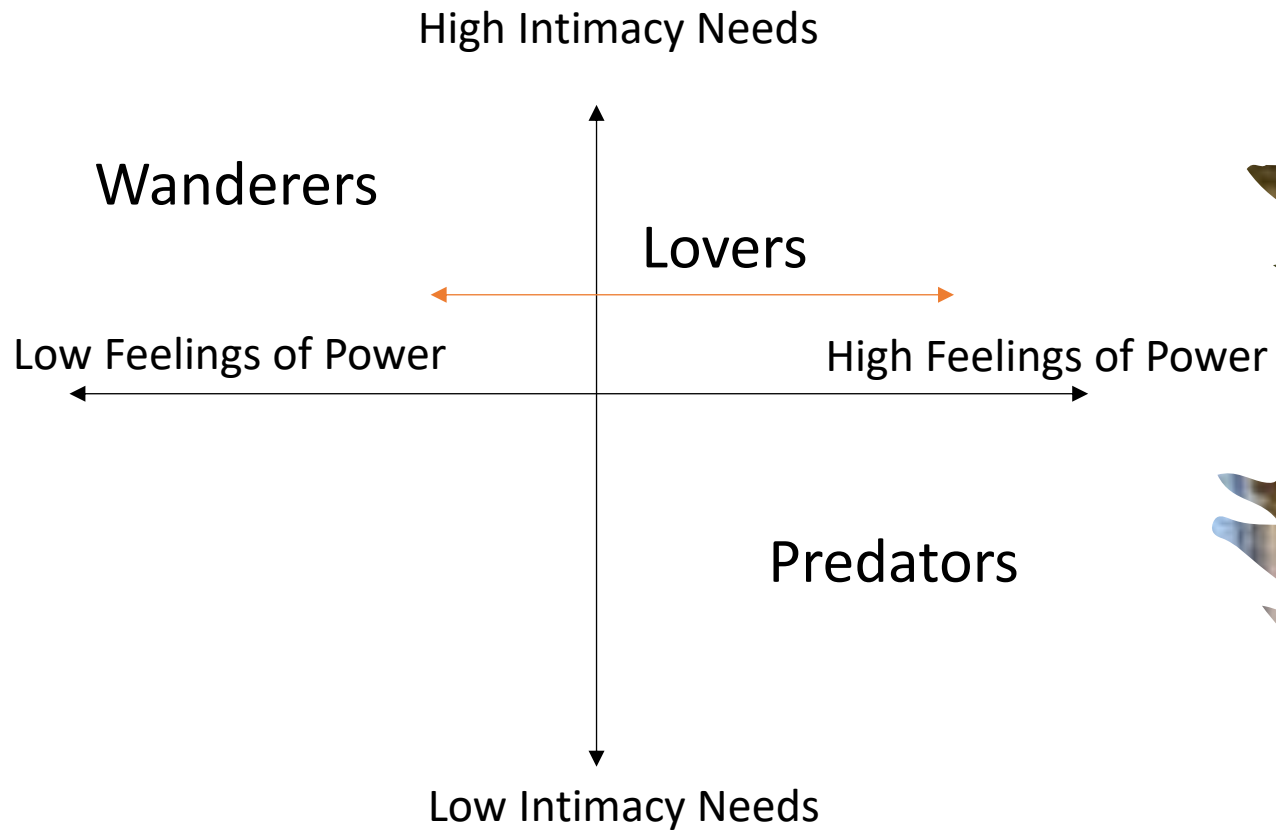 High Intimacy Needs
Wanderers
Lovers
Low Feelings of Power
High Feelings of Power
Predators
Low Intimacy Needs